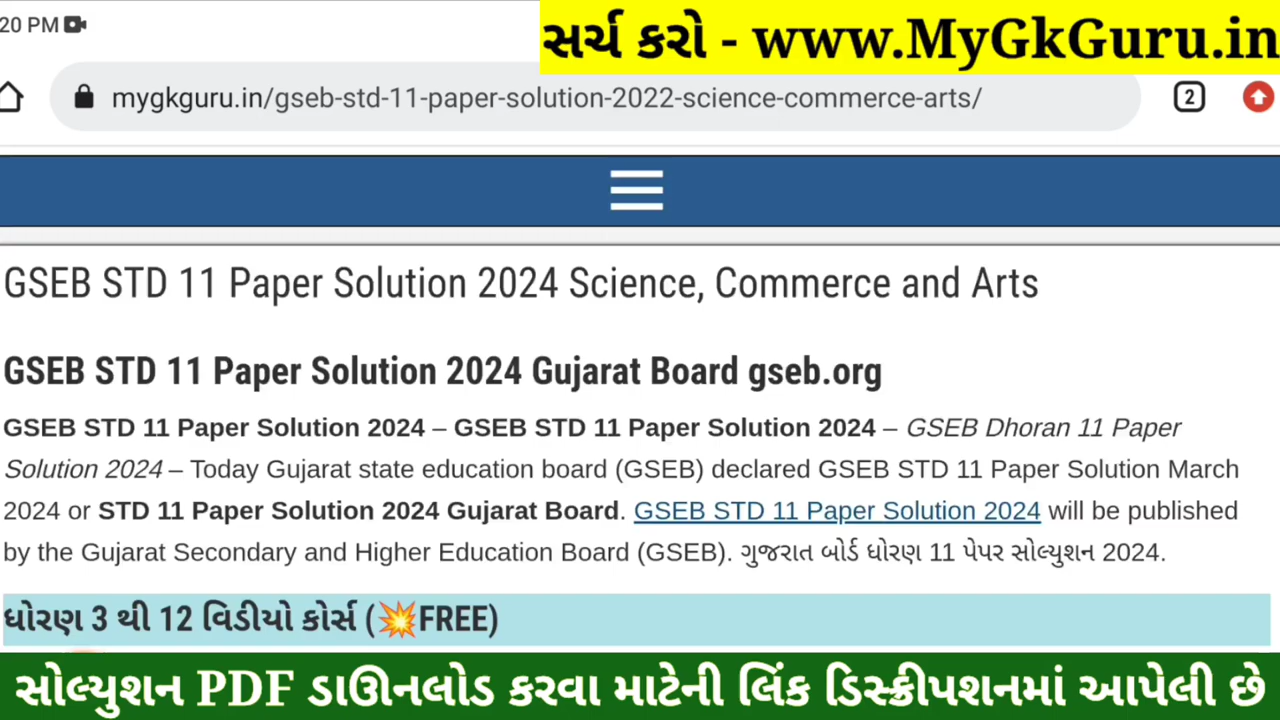 20 PM
સર્ચ કરો - www.MyGkGuru.in
mygkguru.in/gseb-std-11-paper-solution-2022-science-commerce-arts/
2
GSEB STD 11 Paper Solution 2024 Science, Commerce and Arts
GSEB STD 11 Paper Solution 2024 Gujarat Board gseb.org
GSEB STD 11 Paper Solution 2024 – GSEB STD 11 Paper Solution 2024 – GSEB Dhoran 11 Paper
Solution 2024 – Today Gujarat state education board (GSEB) declared GSEB STD 11 Paper Solution March
2024 or STD 11 Paper Solution 2024 Gujarat Board. GSEB STD 11 Paper Solution 2024 will be published
by the Gujarat Secondary and Higher Education Board (GSEB). ગુજરાત બોર્ડ ધોરણ 11 પેપર સોલ્યુશન 2024.
ધોરણ 3 થી 12 વિડીયો કોર્સ (💥FREE)
સોલ્યુશન PDF ડાઊનલોડ કરવા માટેની લિંક ડિસ્ક્રીપશનમાં આપેલી છે